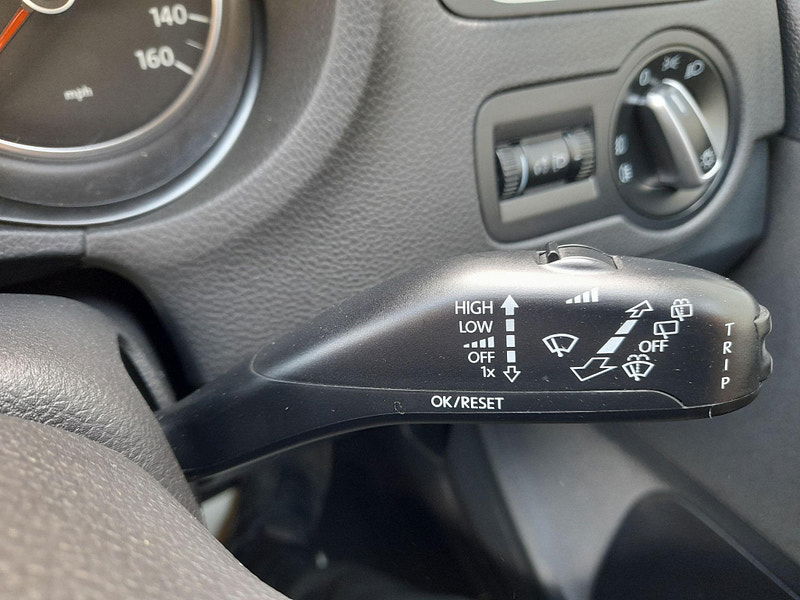 140
160
mph
HIGH
LOW
OFF
1x
OFF
TRIP
OK/RESET